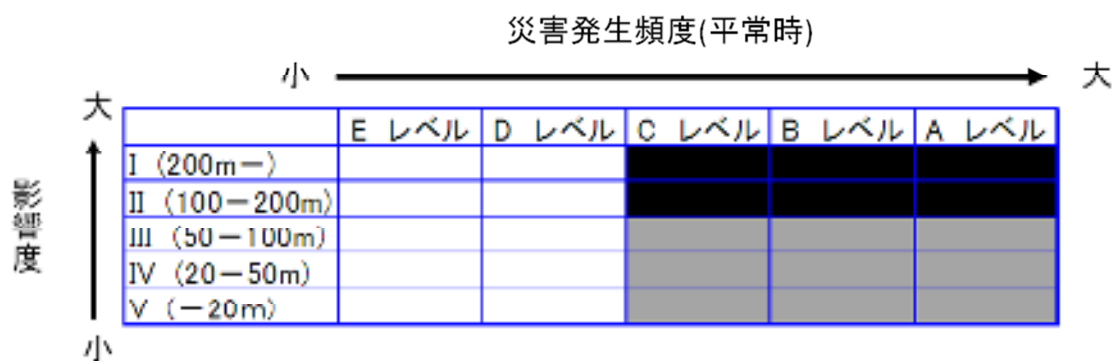 災害発生頻度(平常時)
小 大
大
E レベル D レベル C レベル B レベル A レベル
I (200m－)
II (100－200m)
III (50－100m)
IV (20－50m)
V (－20m)
影響度
小